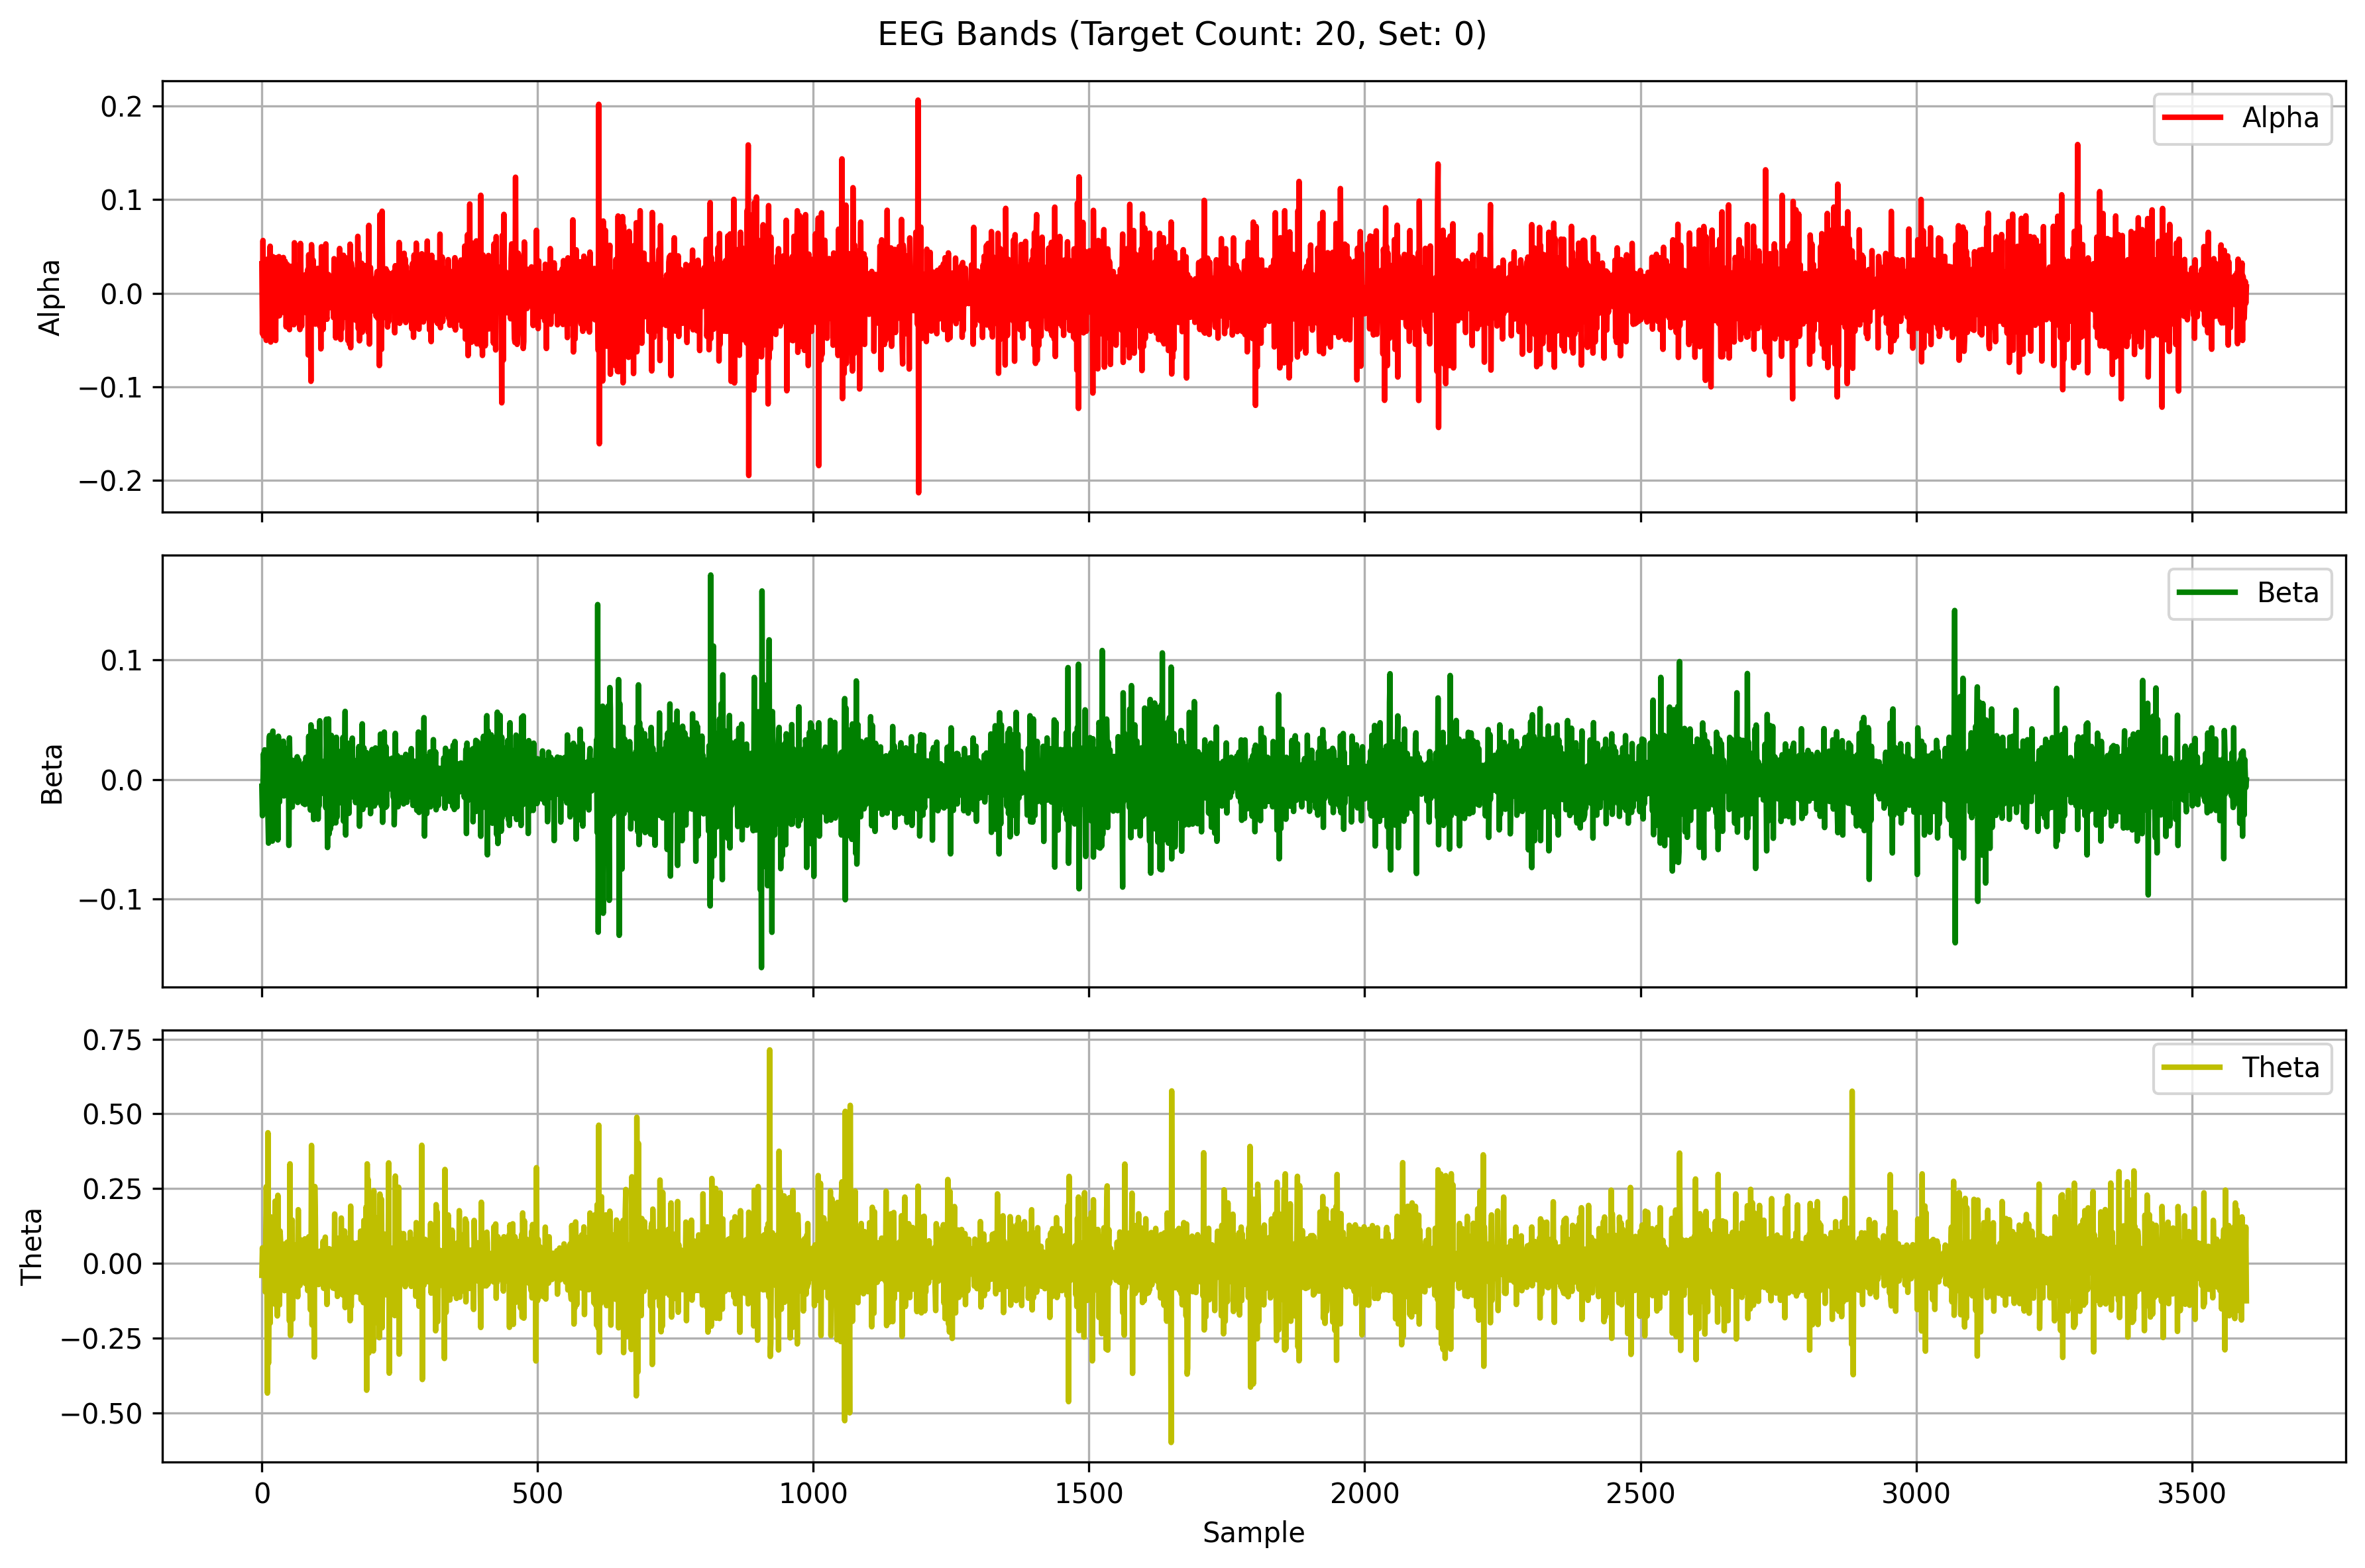 EEG Bands (Target Count: 20, Set: 0)
0.2
0.1
0.0
−0.1
−0.2
Alpha
Alpha
0.1
0.0
−0.1
Beta
Beta
0.75
0.50
0.25
0.00
−0.25
−0.50
Theta
Theta
0 500 1000 1500 2000 2500 3000 3500
Sample